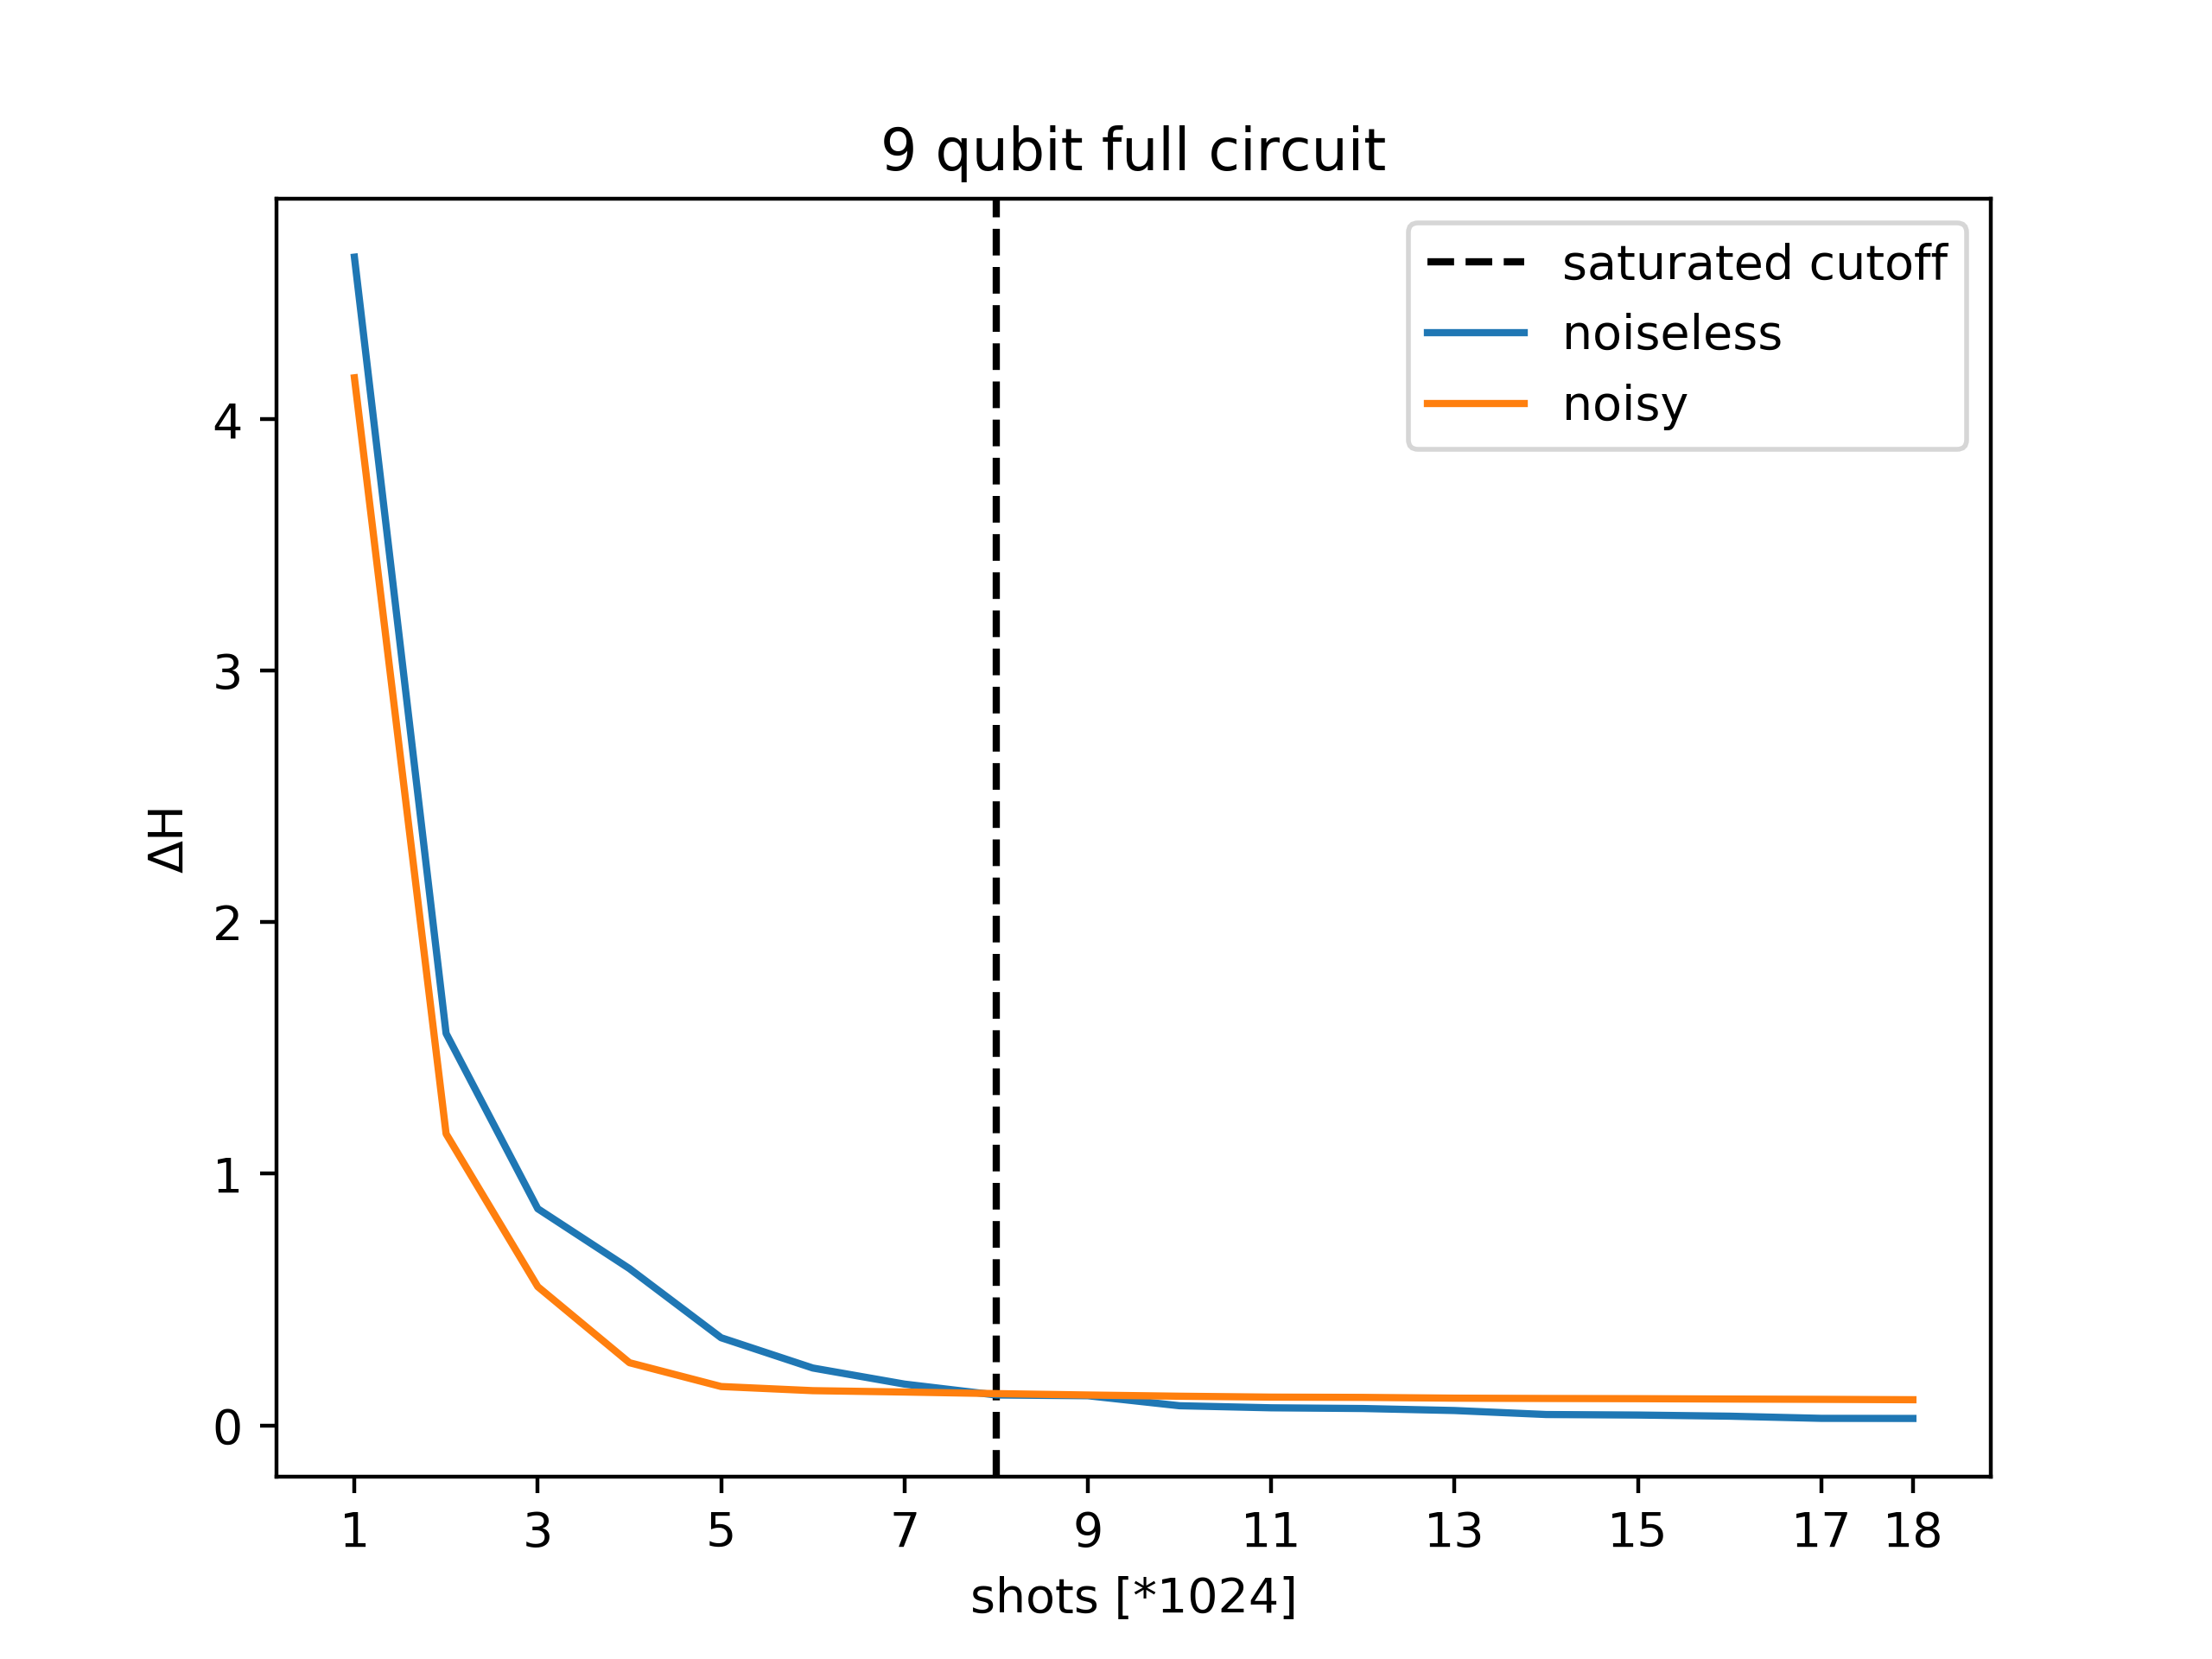 9 qubit full circuit
saturated cutoff
noiseless
noisy
4
3
2
1
0
ΔH
1 3 5 7 9 11 13 15 17 18
shots [*1024]